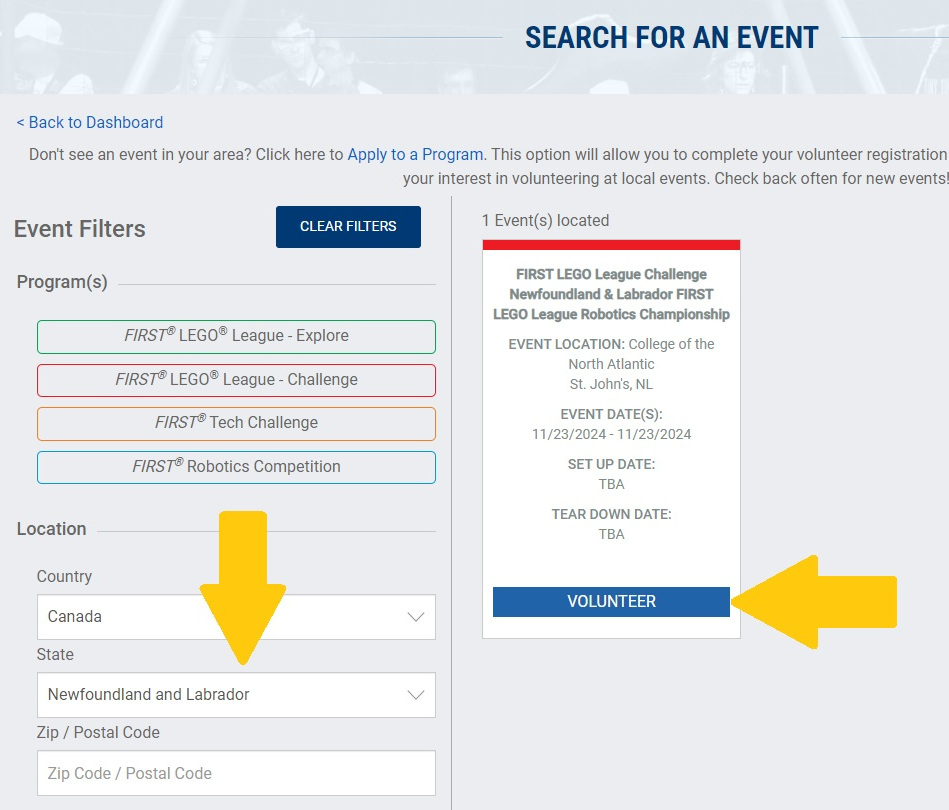 SEARCH FOR AN EVENT
< Back to Dashboard
Don't see an event in your area? Click here to Apply to a Program. This option will allow you to complete your volunteer registration
your interest in volunteering at local events. Check back often for new events!
Event Filters
CLEAR FILTERS
Program(s)
FIRST® LEGO® League - Explore
FIRST® LEGO® League - Challenge
FIRST® Tech Challenge
FIRST® Robotics Competition
Location
Country
Canada
State
Newfoundland and Labrador
Zip / Postal Code
Zip Code / Postal Code
1 Event(s) located
FIRST LEGO League Challenge
Newfoundland & Labrador FIRST
LEGO League Robotics Championship
EVENT LOCATION: College of the
North Atlantic
St. John's, NL
EVENT DATE(S):
11/23/2024 - 11/23/2024
SET UP DATE:
TBA
TEAR DOWN DATE:
TBA
VOLUNTEER